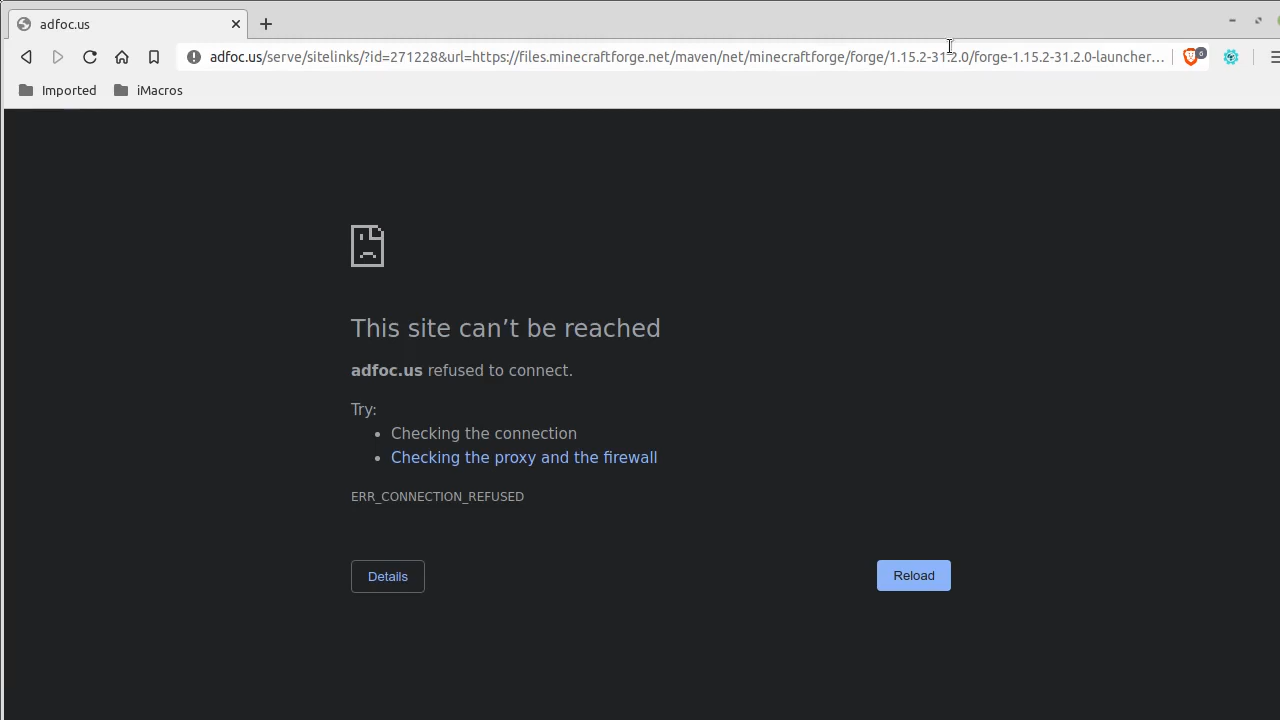 adfoc.us
adfoc.us/serve/sitelinks/?id=271228&url=https://files.minecraftforge.net/maven/net/minecraftforge/forge/1.15.2-31.2.0/forge-1.15.2-31.2.0-launcher…
Imported
iMacros
This site can’t be reached
adfoc.us refused to connect.
Try:
• Checking the connection
• Checking the proxy and the firewall
ERR_CONNECTION_REFUSED
Details
Reload